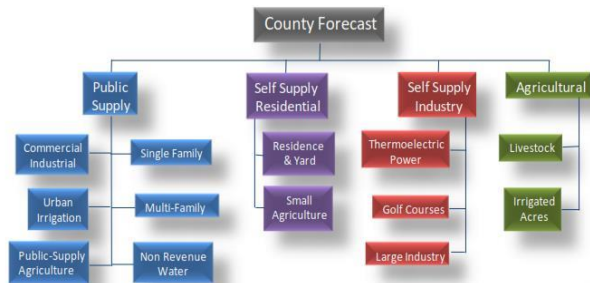 County Forecast
Public
Supply
Self Supply
Residential
Self Supply
Industry
Agricultural
Commercial
Industrial
Single Family
Urban
Irrigation
Multi-Family
Public-Supply
Agriculture
Non Revenue
Water
Residence
& Yard
Small
Agriculture
Thermoelectric
Power
Golf Courses
Large Industry
Livestock
Irrigated
Acres